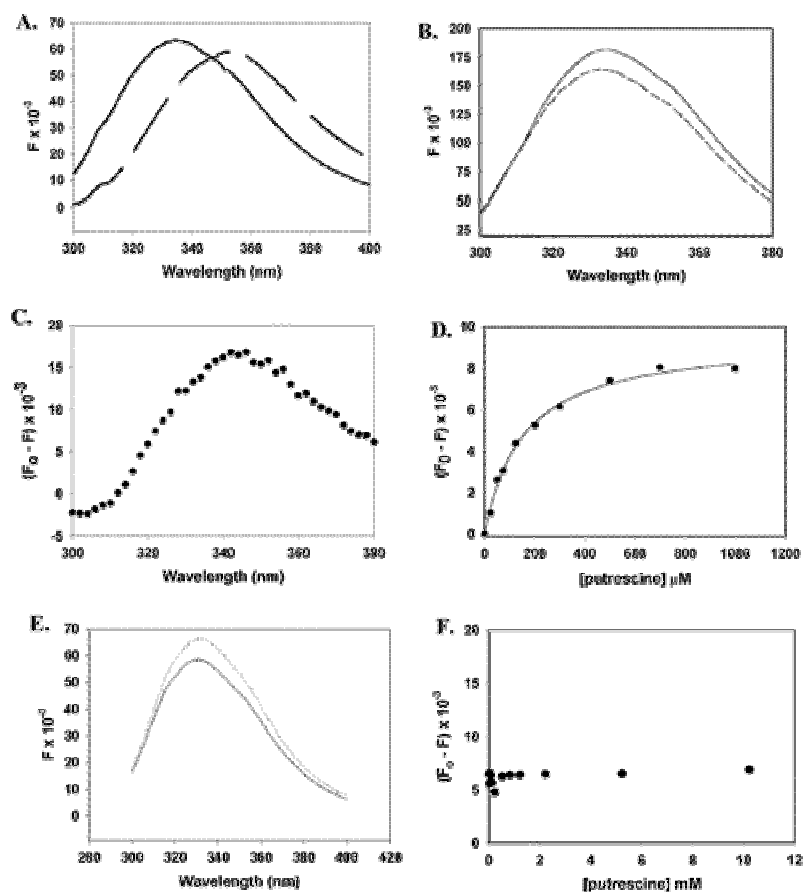 A.
70
60
50
40
30
20
10
0
F x 10⁻³
300 320 340 360 380 400
Wavelength (nm)
B.
200
175
150
125
100
75
50
25
F x 10⁻³
300 320 340 360 380
Wavelength (nm)
C.
20
15
10
5
0
-5
(Fo - F) x 10⁻³
300 320 340 360 390
Wavelength (nm)
D.
10
8
6
4
2
0
(F0 - F) x 10⁻³
0 200 400 600 800 1000 1200
[putrescine] µM
E.
70
60
50
40
30
20
10
0
F x 10⁻³
280 300 320 340 360 380 400 420
Wavelength (nm)
F.
20
15
10
5
0
(Fo - F) x 10⁻³
0 2 4 6 8 10 12
[putrescine] mM